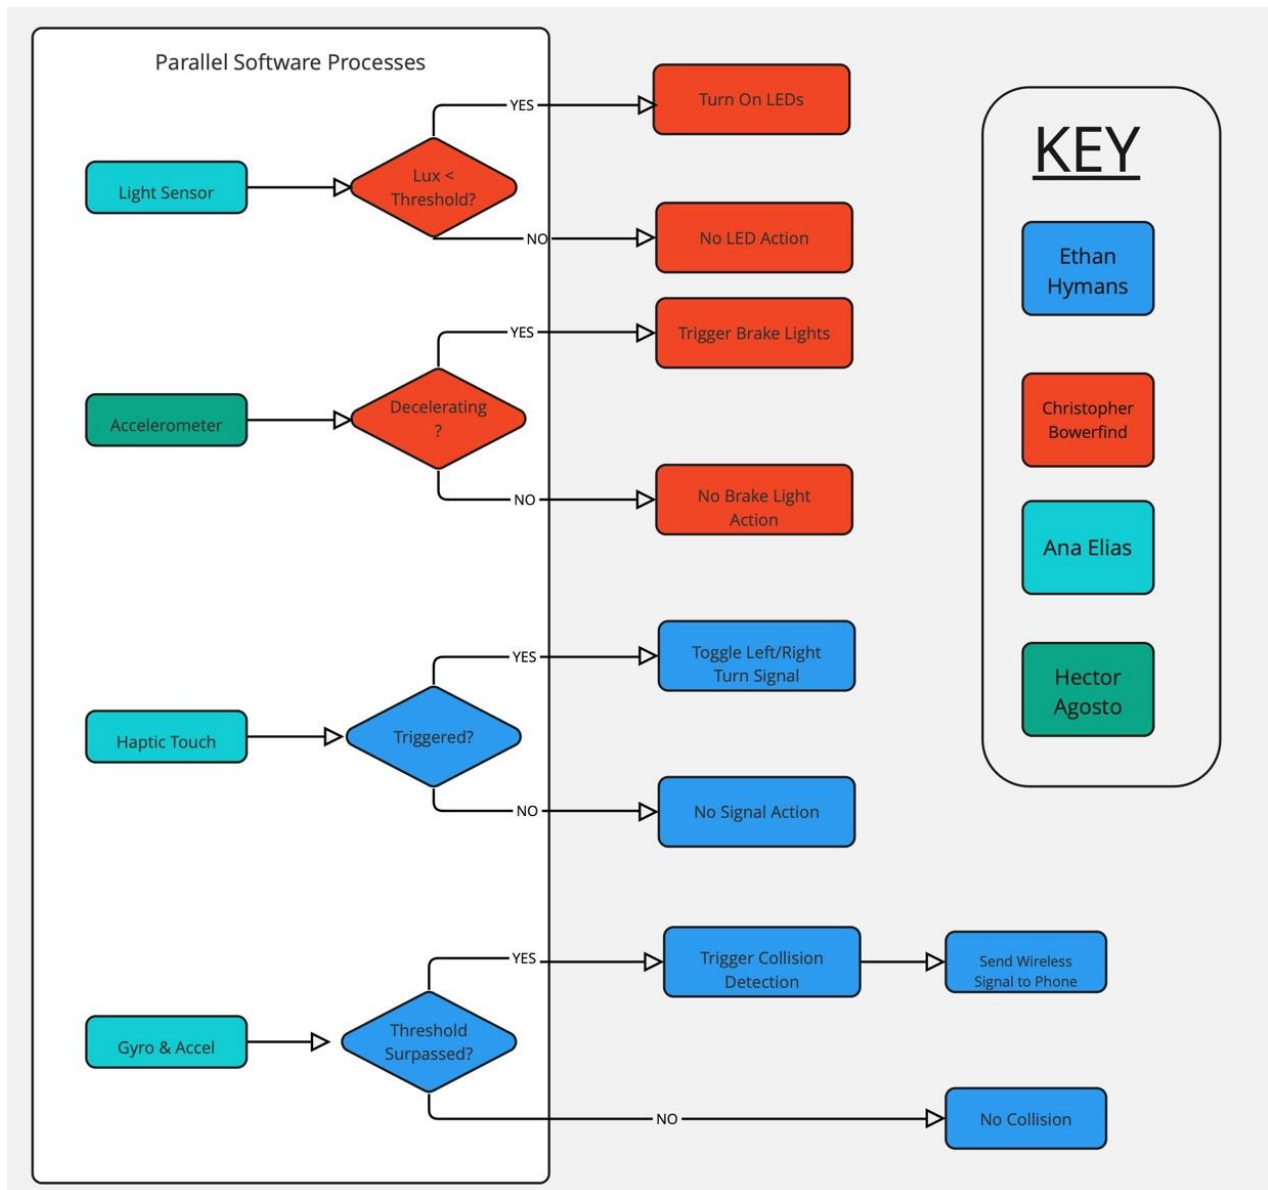 Parallel Software Processes
Light Sensor
Lux <
Threshold?
YES
Turn On LEDs
NO
No LED Action
Accelerometer
Decelerating
?
YES
Trigger Brake Lights
NO
No Brake Light
Action
Haptic Touch
Triggered?
YES
Toggle Left/Right
Turn Signal
NO
No Signal Action
Gyro & Accel
Threshold
Surpassed?
YES
Trigger Collision
Detection
Send Wireless
Signal to Phone
NO
No Collision
KEY
Ethan
Hymans
Christopher
Bowerfind
Ana Elias
Hector
Agosto